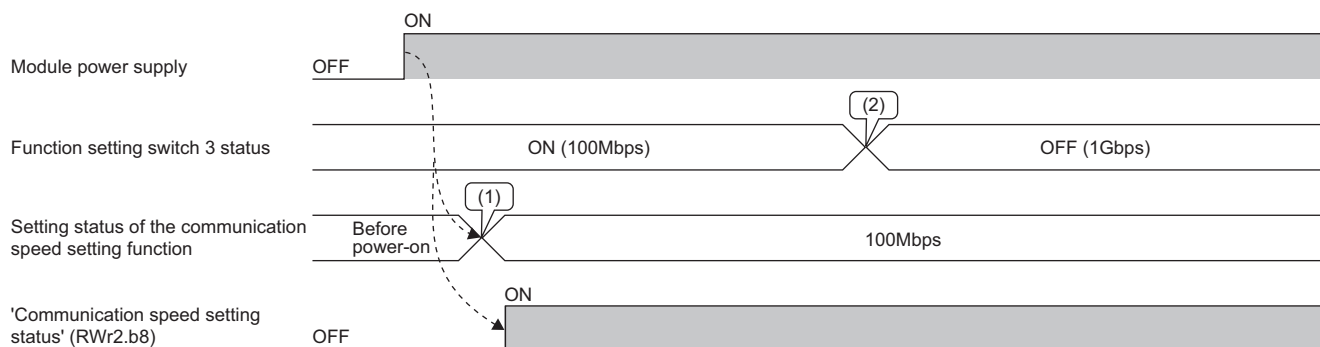 ON
Module power supply
OFF
(2)
Function setting switch 3 status
ON (100Mbps)
OFF (1Gbps)
(1)
Setting status of the communication
speed setting function
Before
power-on
100Mbps
ON
'Communication speed setting
status' (RWr2.b8)
OFF